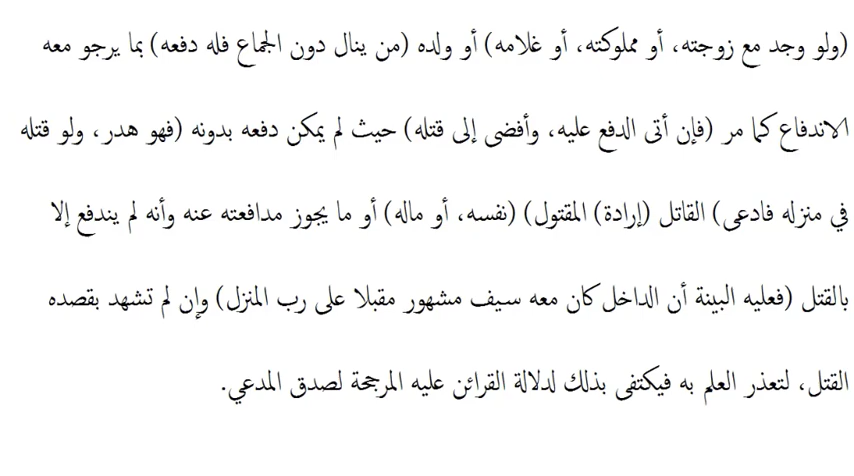 (ولو وجد مع زوجته، أو مملوكته، أو غلامه) أو ولده (من ينال دون الجماع فله دفعه) بما يرجو معه
الاندفاع كما مر (فإن أتى الدفع عليه، وأفضى إلى قتله) حيث لم يمكن دفعه بدونه (فهو هدر، ولو قتله
في منزله فادعى) القاتل (إرادة) المقتول) (نفسه، أو ماله) أو ما يجوز مدافعته عنه وأنه لم يندفع إلا
بالقتل (فعليه البينة أن الداخل كان معه سيف مشهور مقبلا على رب المنزل) وإن لم تشهد بقصده
القتل، لتعذر العلم به فيكتفى بذلك لدلالة القرائن عليه المرجحة لصدق المدعي.